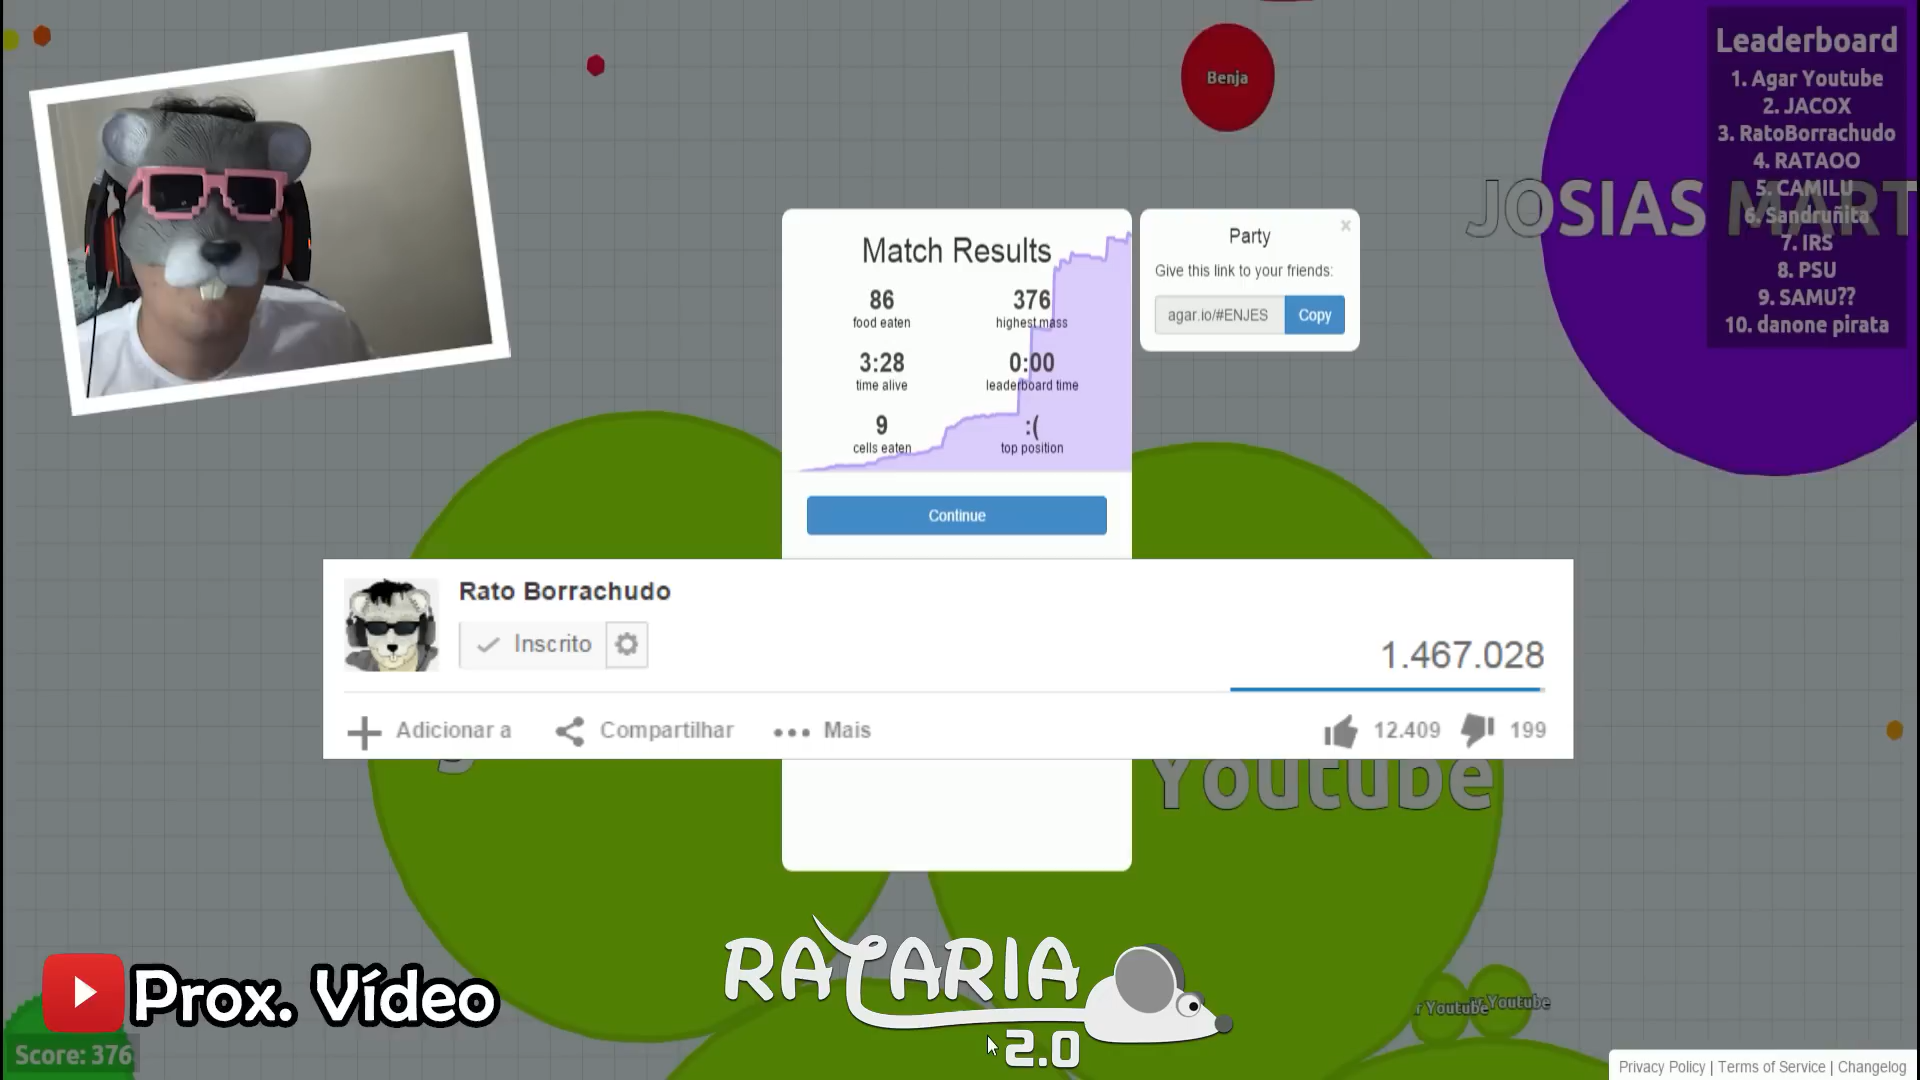 Benja
JOSIAS MART
Leaderboard
1. Agar Youtube
2. JACOX
3. RatoBorrachudo
4. RATAOO
5. CAMILU
6. Sandruñita
7. IRS
8. PSU
9. SAMU??
10. danone pirata
Match Results
86
food eaten
376
highest mass
3:28
time alive
0:00
leaderboard time
9
cells eaten
:(
top position
Continue
Party
×
Give this link to your friends:
agar.io/#ENJES
Copy
Rato Borrachudo
Inscrito
1.467.028
Adicionar a
Compartilhar
Mais
12.409
199
Youtube
Prox. Vídeo
RATARIA
2.0
r Youtube
Youtube
Score: 376
Privacy Policy | Terms of Service | Changelog